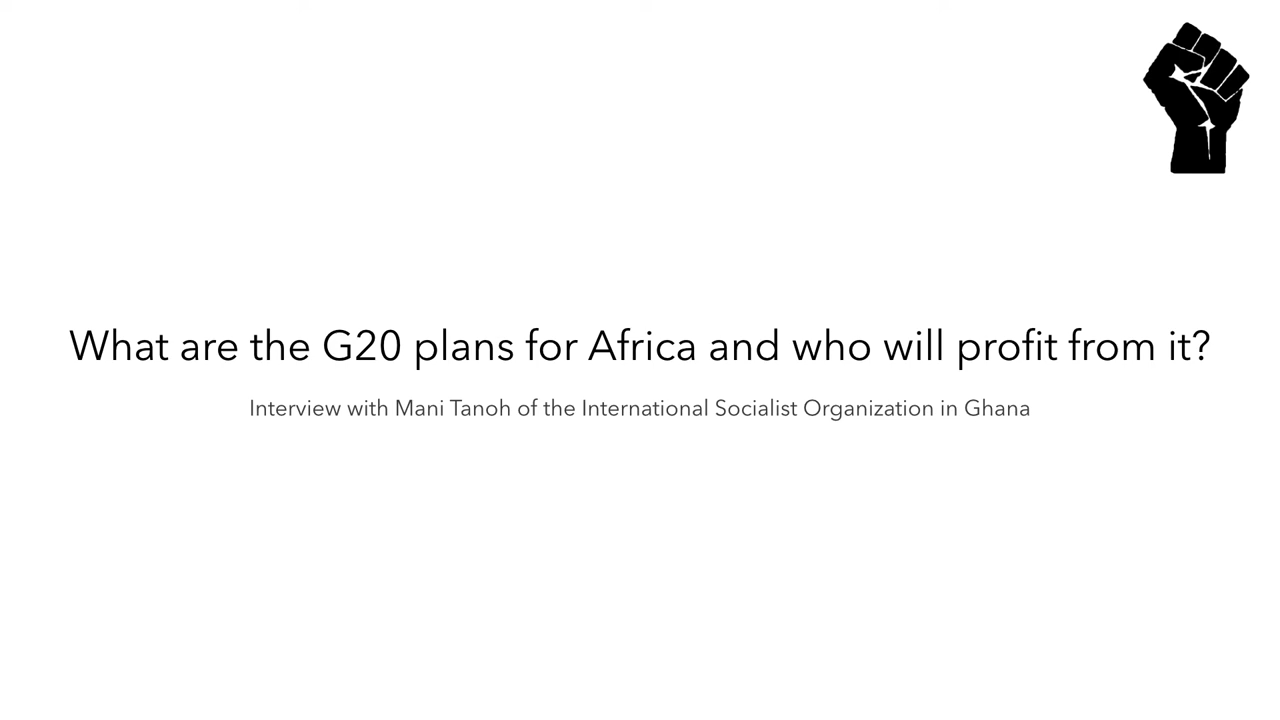 What are the G20 plans for Africa and who will profit from it?
Interview with Mani Tanoh of the International Socialist Organization in Ghana